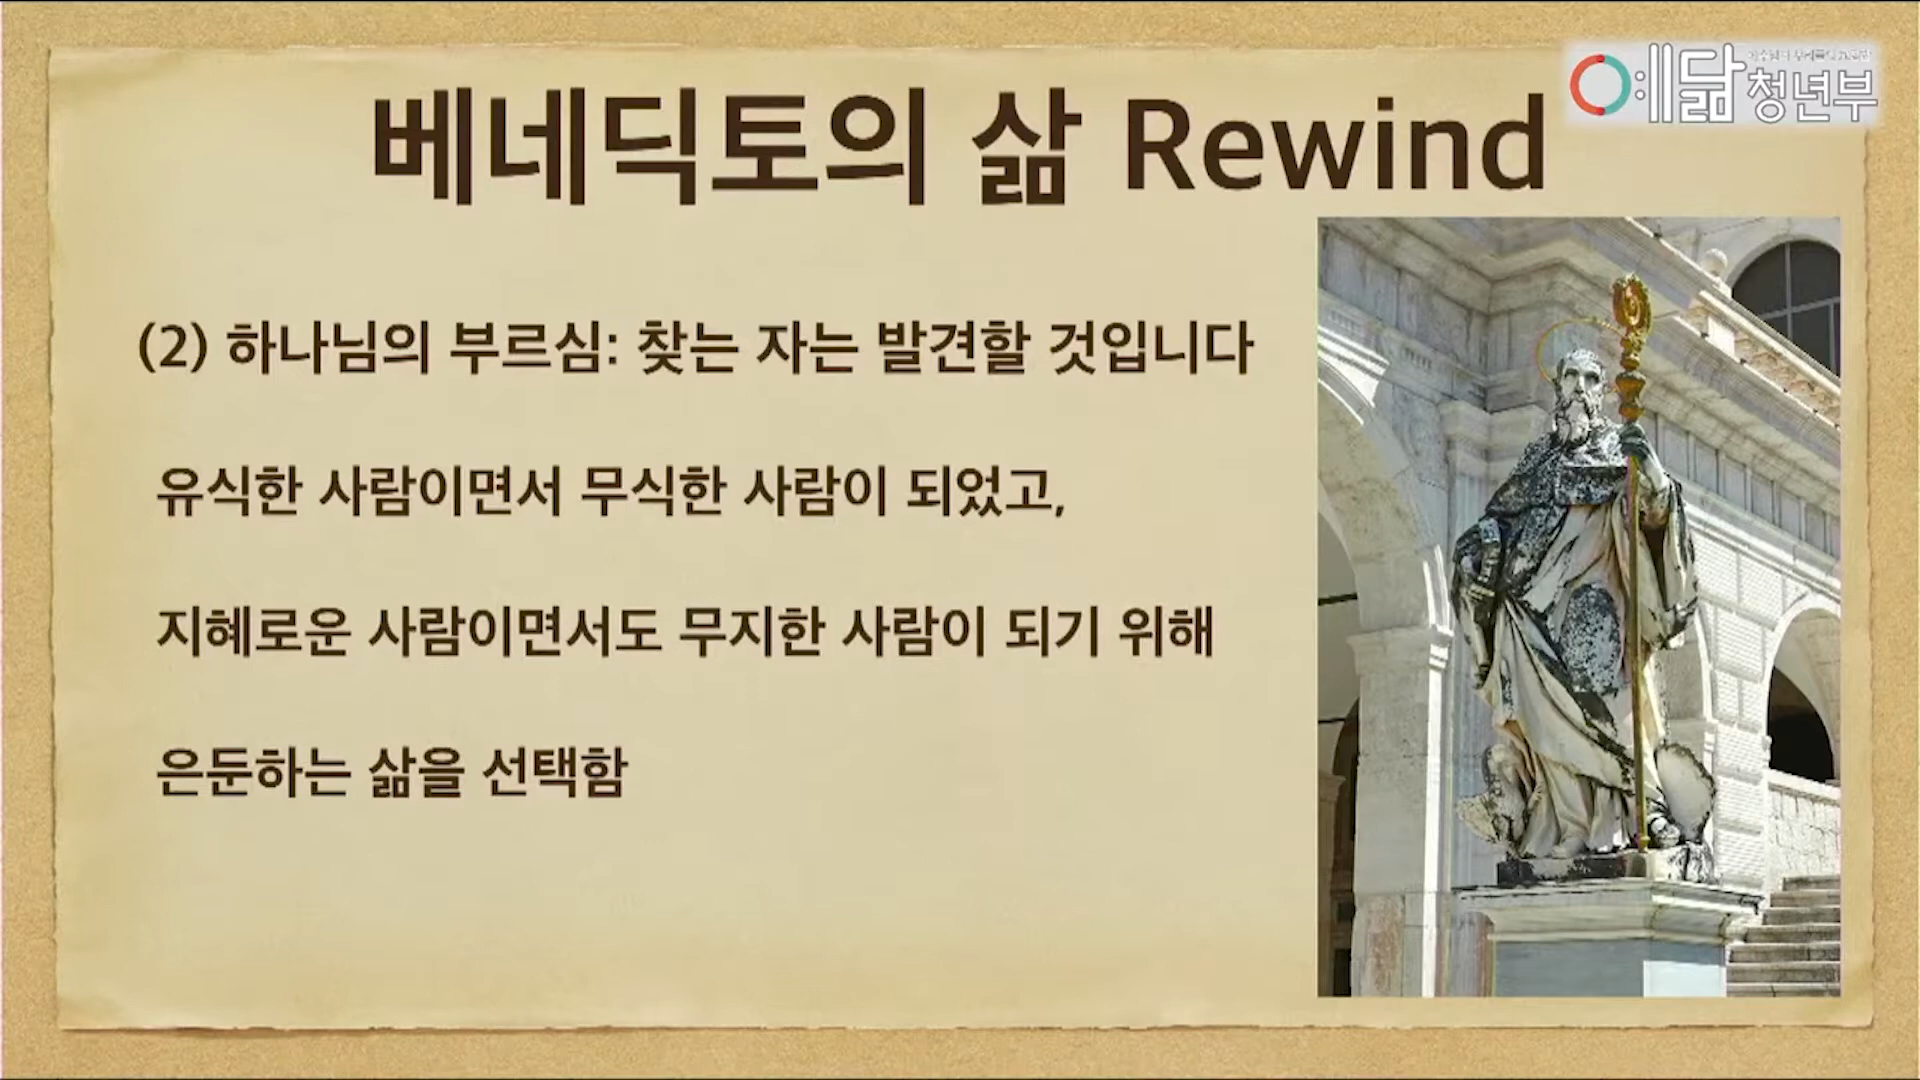 베네딕토의 삶 Rewind
예닮청년부
(2) 하나님의 부르심: 찾는 자는 발견할 것입니다
유식한 사람이면서 무식한 사람이 되었고,
지혜로운 사람이면서도 무지한 사람이 되기 위해
은둔하는 삶을 선택함